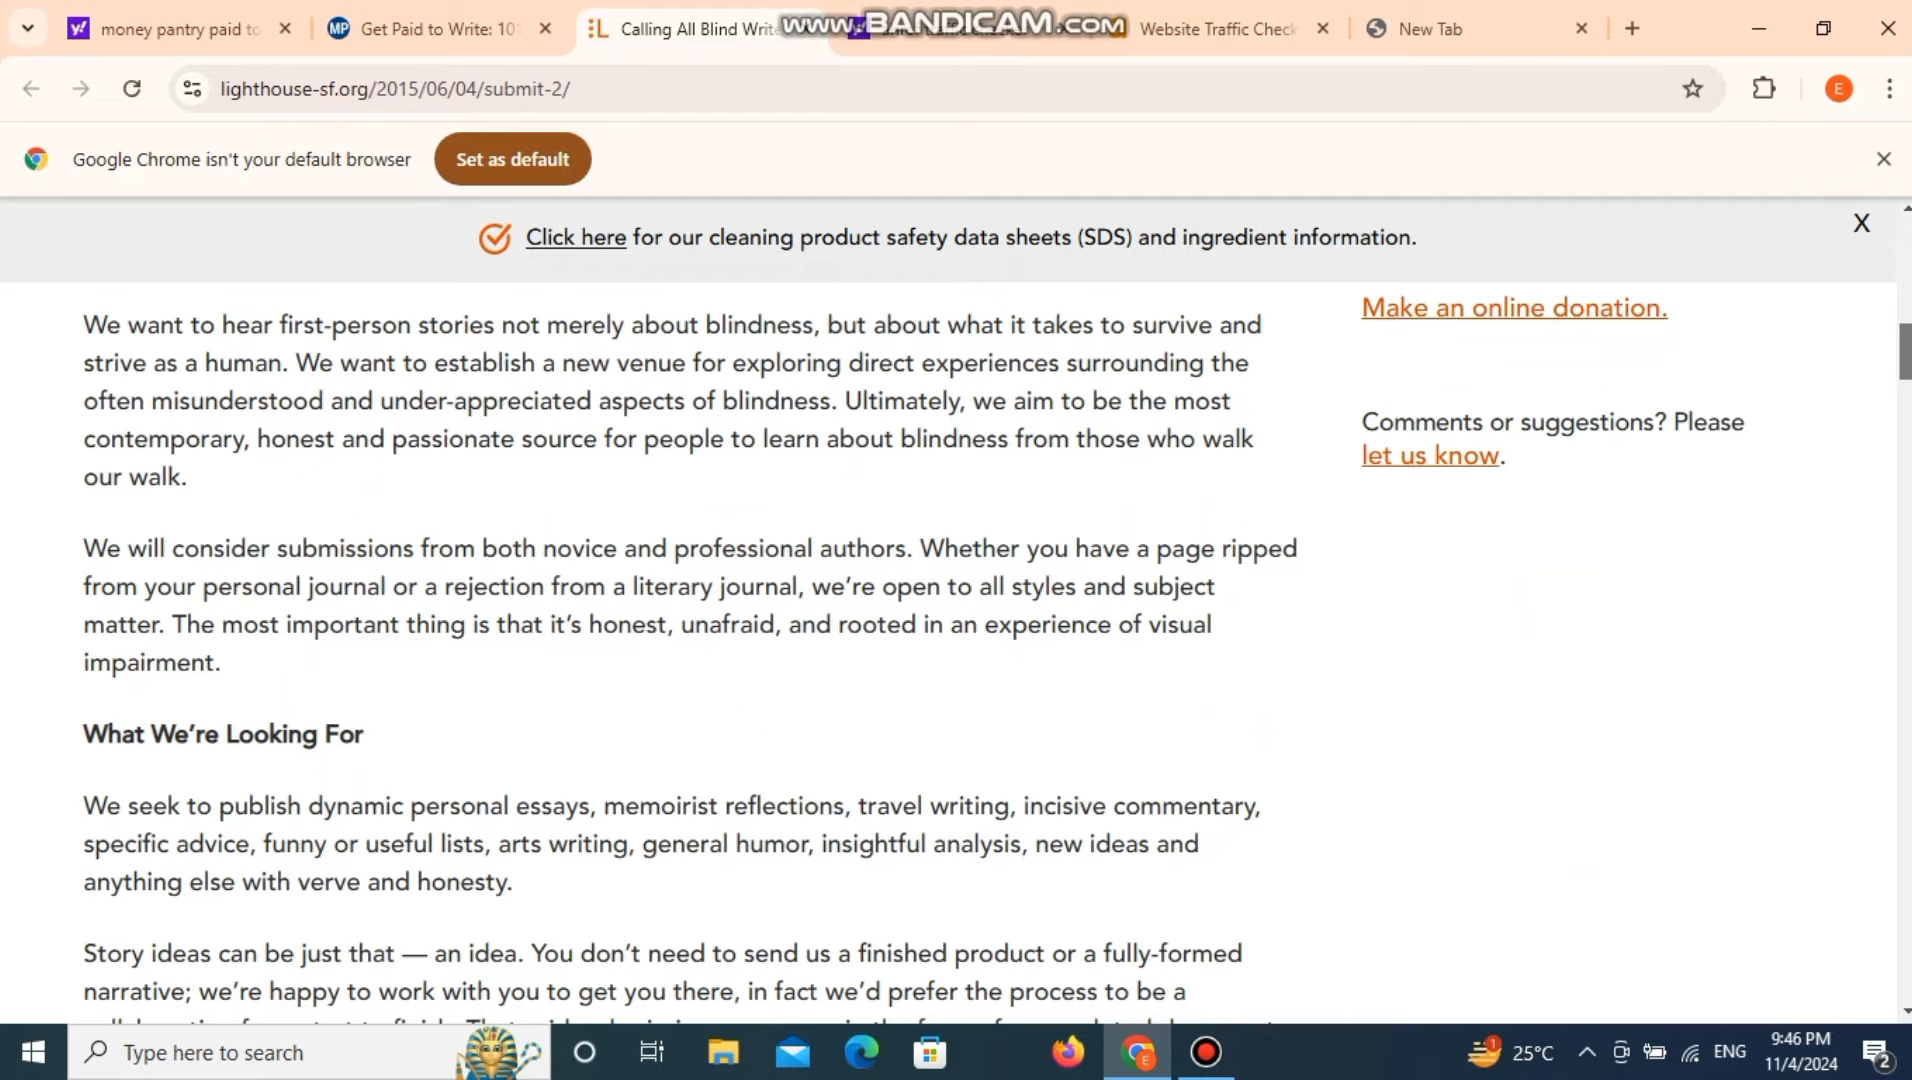 money pantry paid to
Get Paid to Write: 101
Calling All Blind Write
www.BANDICAM.com
Website Traffic Check
New Tab
lighthouse-sf.org/2015/06/04/submit-2/
E
Google Chrome isn't your default browser
Set as default
Click here for our cleaning product safety data sheets (SDS) and ingredient information.
X
We want to hear first-person stories not merely about blindness, but about what it takes to survive and
strive as a human. We want to establish a new venue for exploring direct experiences surrounding the
often misunderstood and under-appreciated aspects of blindness. Ultimately, we aim to be the most
contemporary, honest and passionate source for people to learn about blindness from those who walk
our walk.
Make an online donation.
Comments or suggestions? Please
let us know.
We will consider submissions from both novice and professional authors. Whether you have a page ripped
from your personal journal or a rejection from a literary journal, we’re open to all styles and subject
matter. The most important thing is that it’s honest, unafraid, and rooted in an experience of visual
impairment.
What We’re Looking For
We seek to publish dynamic personal essays, memoirist reflections, travel writing, incisive commentary,
specific advice, funny or useful lists, arts writing, general humor, insightful analysis, new ideas and
anything else with verve and honesty.
Story ideas can be just that — an idea. You don’t need to send us a finished product or a fully-formed
narrative; we’re happy to work with you to get you there, in fact we’d prefer the process to be a
Type here to search
25°C
ENG
9:46 PM
11/4/2024
2